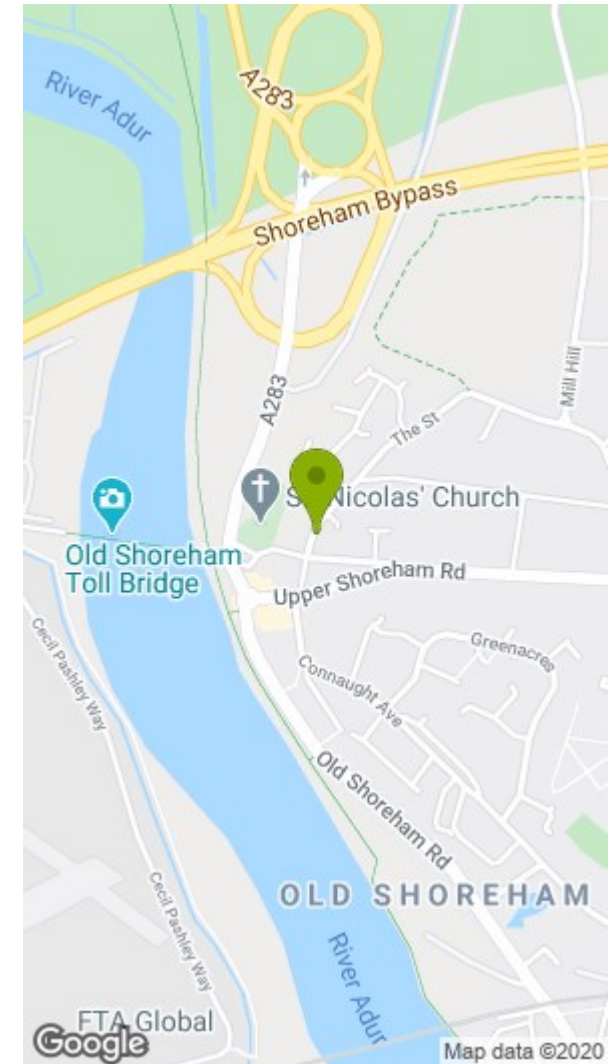 River Adur
A283
Shoreham Bypass
Mill Hill
A283
The St
St Nicolas' Church
Old Shoreham
Toll Bridge
Upper Shoreham Rd
Greenacres
Cecil Pashley Way
Connaught Ave
Old Shoreham Rd
Cecil Pashley Way
OLD SHOREHAM
River Adur
FTA Global
Google
Map data ©2020